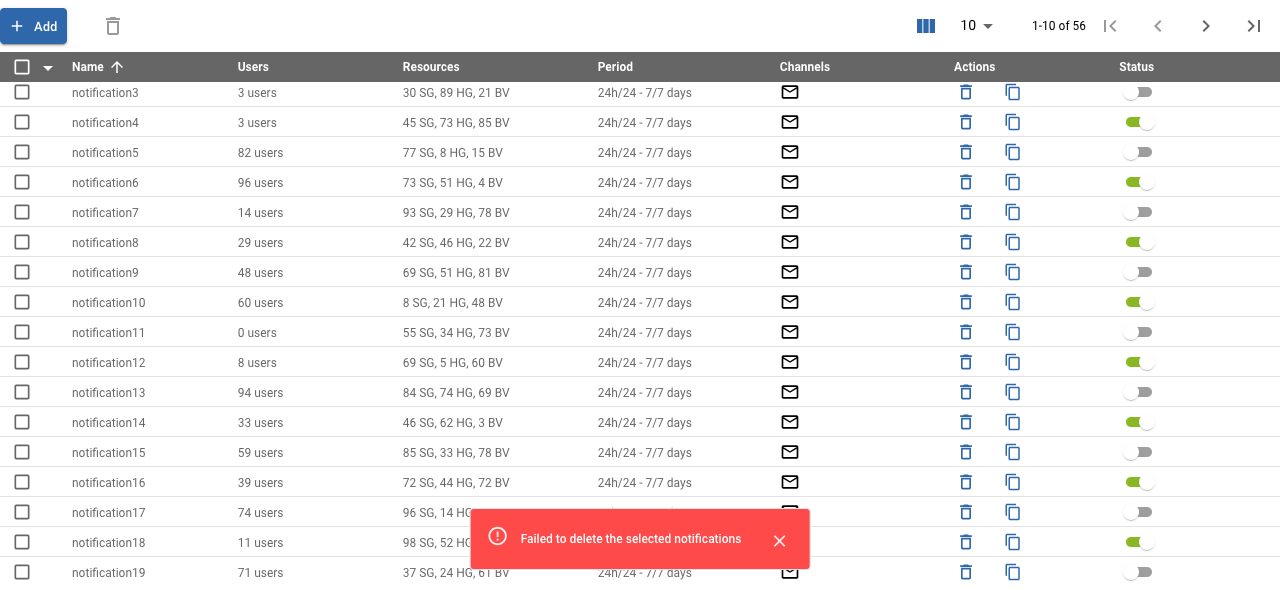 Add
10
1-10 of 56
Name Users Resources Period Channels Actions Status
notification3 3 users 30 SG, 89 HG, 21 BV 24h/24 - 7/7 days
notification4 3 users 45 SG, 73 HG, 85 BV 24h/24 - 7/7 days
notification5 82 users 77 SG, 8 HG, 15 BV 24h/24 - 7/7 days
notification6 96 users 73 SG, 51 HG, 4 BV 24h/24 - 7/7 days
notification7 14 users 93 SG, 29 HG, 78 BV 24h/24 - 7/7 days
notification8 29 users 42 SG, 46 HG, 22 BV 24h/24 - 7/7 days
notification9 48 users 69 SG, 51 HG, 81 BV 24h/24 - 7/7 days
notification10 60 users 8 SG, 21 HG, 48 BV 24h/24 - 7/7 days
notification11 0 users 55 SG, 34 HG, 73 BV 24h/24 - 7/7 days
notification12 8 users 69 SG, 5 HG, 60 BV 24h/24 - 7/7 days
notification13 94 users 84 SG, 74 HG, 69 BV 24h/24 - 7/7 days
notification14 33 users 46 SG, 62 HG, 3 BV 24h/24 - 7/7 days
notification15 59 users 85 SG, 33 HG, 78 BV 24h/24 - 7/7 days
notification16 39 users 72 SG, 44 HG, 72 BV 24h/24 - 7/7 days
notification17 74 users 96 SG, 14 HG
notification18 11 users 98 SG, 52 HG
Failed to delete the selected notifications
notification19 71 users 37 SG, 24 HG, 61 BV 24h/24 - 7/7 days